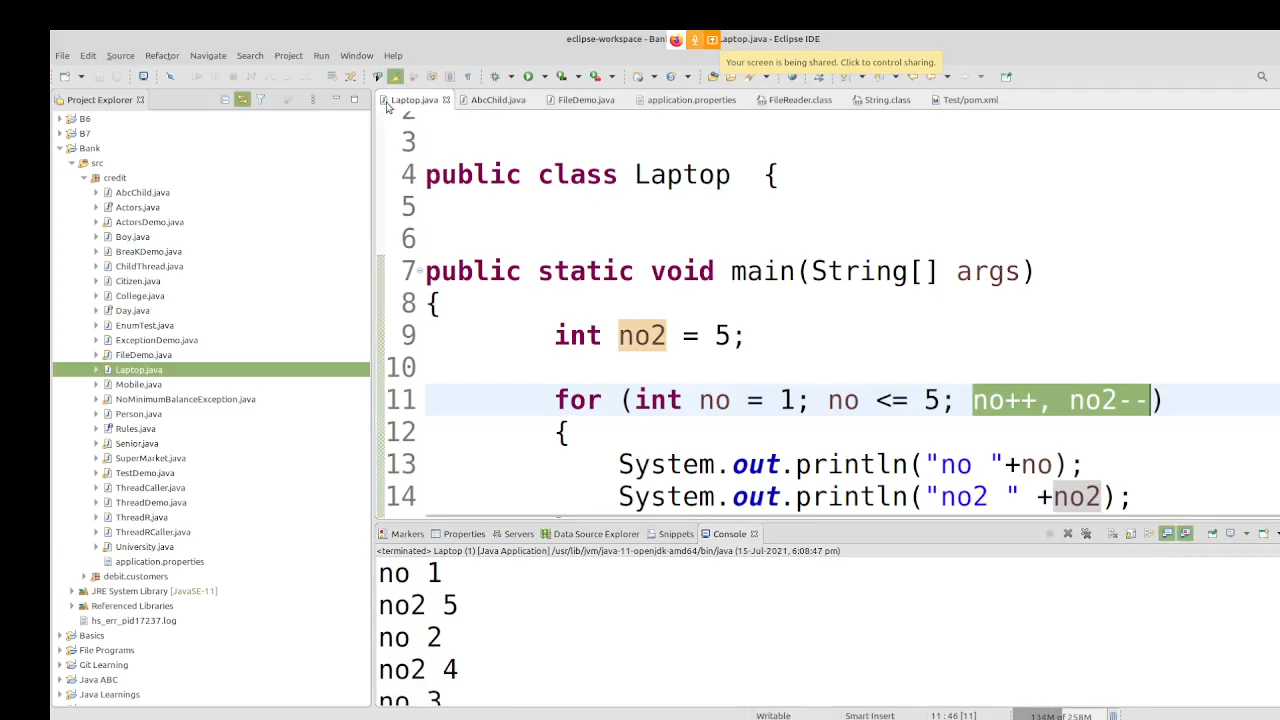 eclipse-workspace - Ban
Laptop.java - Eclipse IDE
File Edit Source Refactor Navigate Search Project Run Window Help
Your screen is being shared. Click to control sharing.
Project Explorer
Laptop.java AbcChild.java FileDemo.java application.properties FileReader.class String.class Test/pom.xml
B6
B7
Bank
src
credit
AbcChild.java
Actors.java
ActorsDemo.java
Boy.java
BreaKDemo.java
ChildThread.java
Citizen.java
College.java
Day.java
EnumTest.java
ExceptionDemo.java
FileDemo.java
Laptop.java
Mobile.java
NoMinimumBalanceException.java
Person.java
Rules.java
Senior.java
SuperMarket.java
TestDemo.java
ThreadCaller.java
ThreadDemo.java
ThreadR.java
ThreadRCaller.java
University.java
application.properties
debit.customers
JRE System Library [JavaSE-11]
Referenced Libraries
hs_err_pid17237.log
Basics
File Programs
Git Learning
Java ABC
Java Learnings
2
3
4 public class Laptop {
5
6
7 public static void main(String[] args)
8 {
9 int no2 = 5;
10
11 for (int no = 1; no <= 5; no++, no2--)
12 {
13 System.out.println("no "+no);
14 System.out.println("no2 " +no2);
Markers Properties Servers Data Source Explorer Snippets Console
<terminated> Laptop (1) [Java Application] /usr/lib/jvm/java-11-openjdk-amd64/bin/java (15-Jul-2021, 6:08:47 pm)
no 1
no2 5
no 2
no2 4
no 3
Writable Smart Insert 11 : 46 [11] 134M of 258M